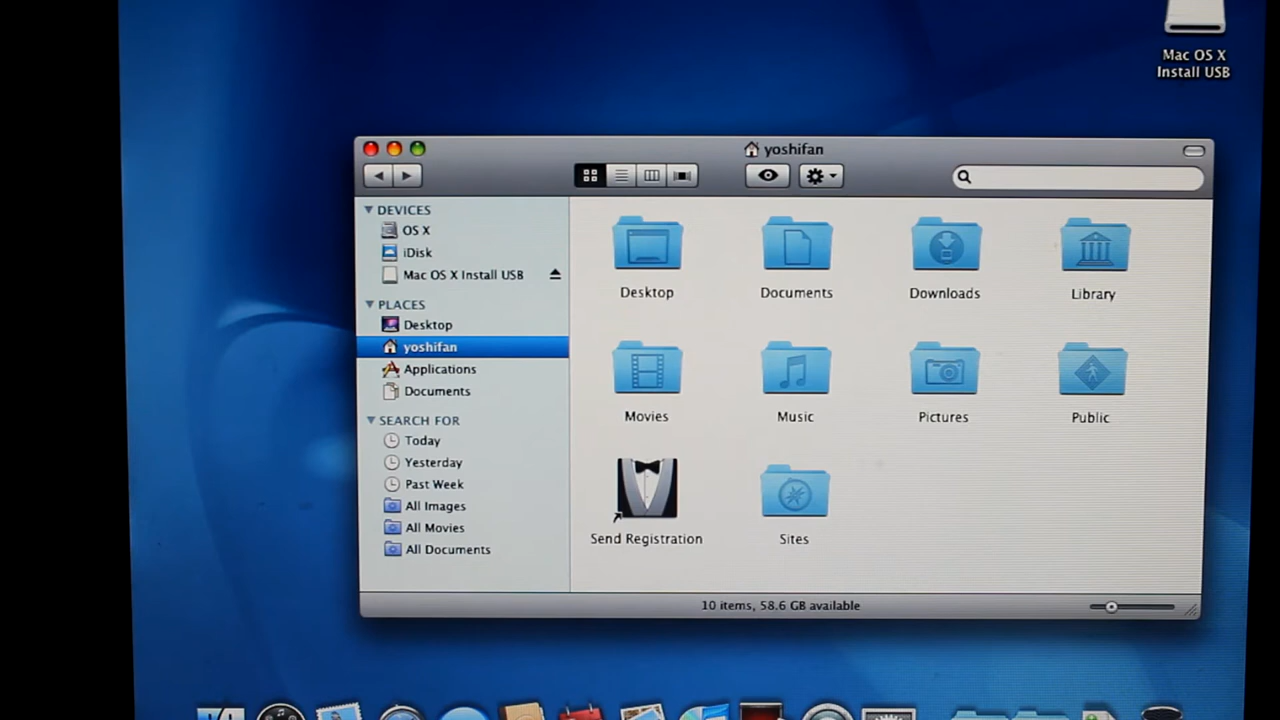 Mac OS X
Install USB
yoshifan
DEVICES
OS X
iDisk
Mac OS X Install USB
PLACES
Desktop
yoshifan
Applications
Documents
SEARCH FOR
Today
Yesterday
Past Week
All Images
All Movies
All Documents
Desktop
Documents
Downloads
Library
Movies
Music
Pictures
Public
Send Registration
Sites
10 items, 58.6 GB available